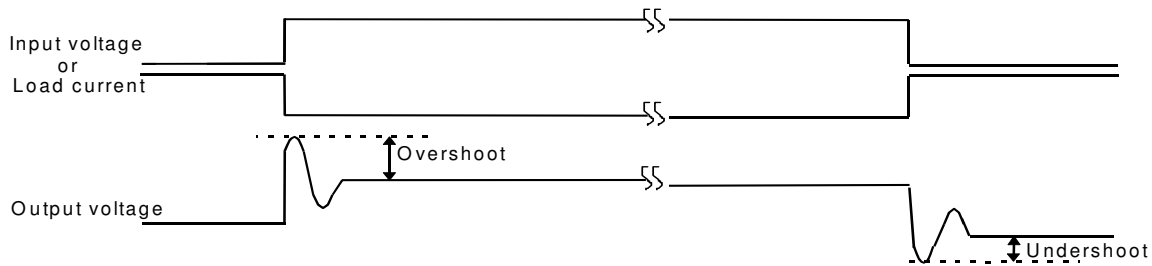 Input voltage
or
Load current
Overshoot
Output voltage
Undershoot